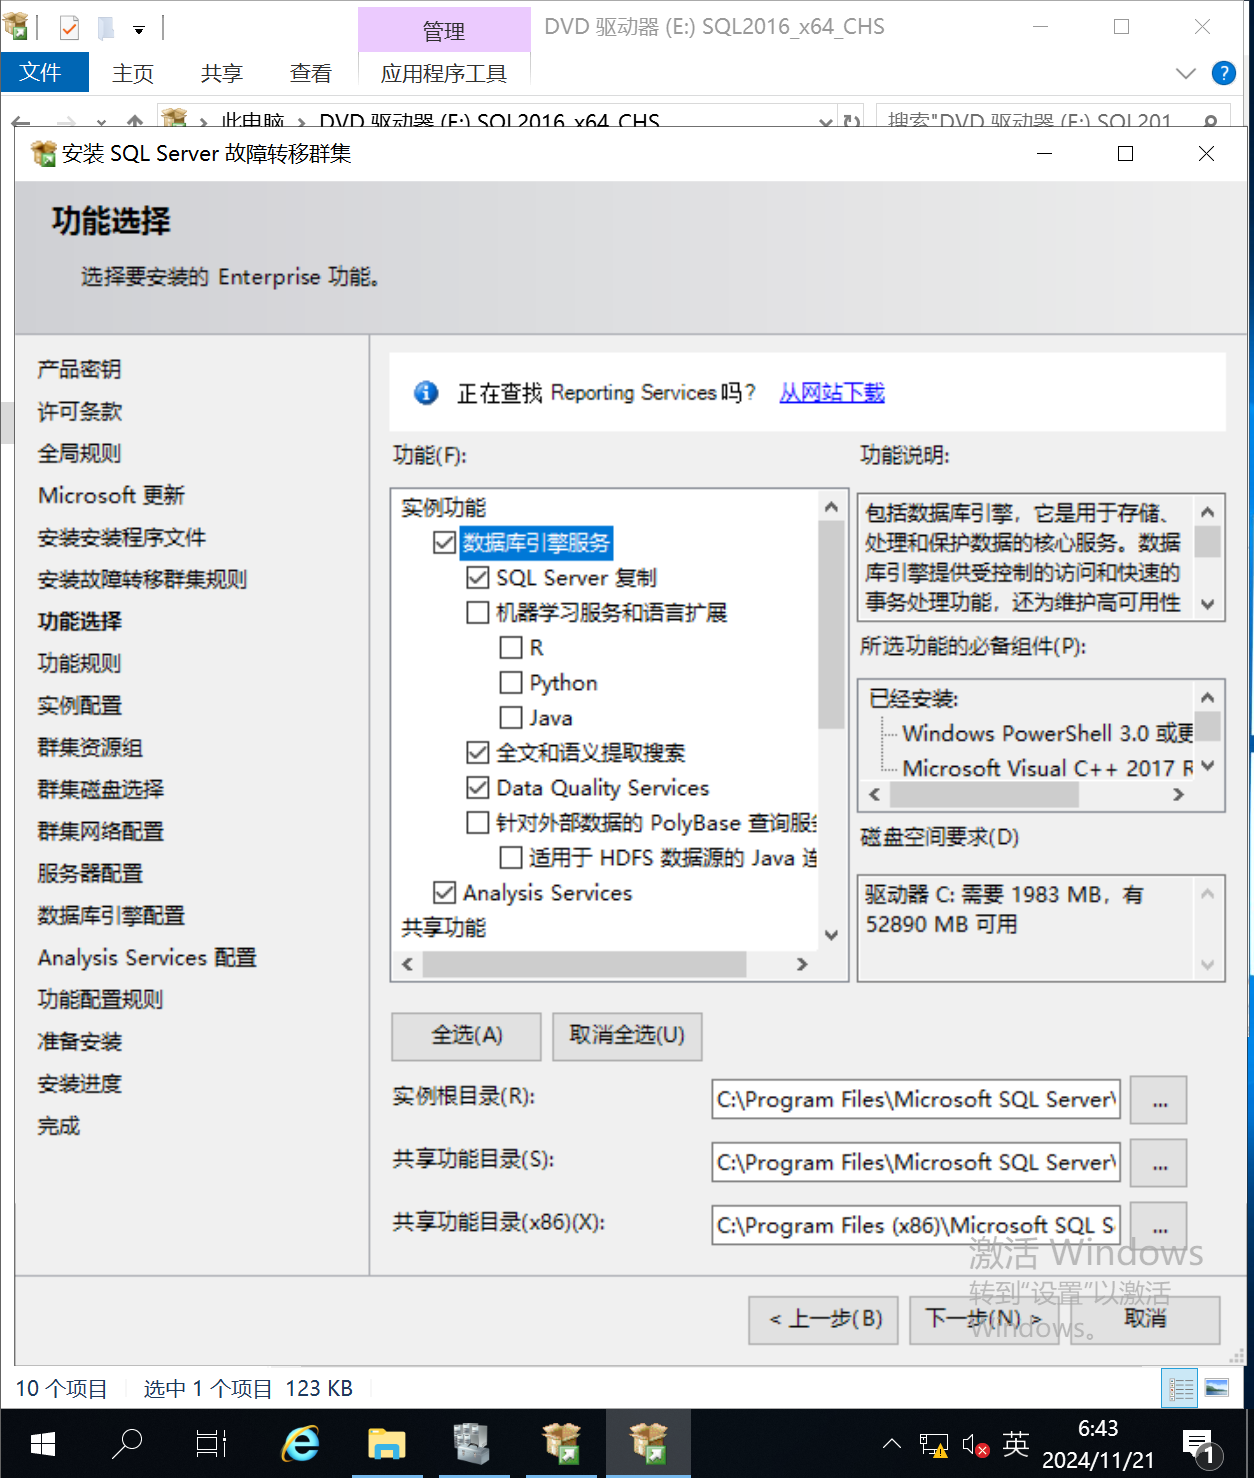 管理
DVD 驱动器 (E:) SQL2016_x64_CHS
文件
主页
共享
查看
应用程序工具
此电脑
DVD 驱动器 (E:) SQL2016_x64_CHS
搜索"DVD 驱动器 (E:) SQL201
安装 SQL Server 故障转移群集
功能选择
选择要安装的 Enterprise 功能。
产品密钥
许可条款
全局规则
Microsoft 更新
安装安装程序文件
安装故障转移群集规则
功能选择
功能规则
实例配置
群集资源组
群集磁盘选择
群集网络配置
服务器配置
数据库引擎配置
Analysis Services 配置
功能配置规则
准备安装
安装进度
完成
正在查找 Reporting Services吗? 从网站下载
功能(F):
实例功能
数据库引擎服务
SQL Server 复制
机器学习服务和语言扩展
R
Python
Java
全文和语义提取搜索
Data Quality Services
针对外部数据的 PolyBase 查询服
适用于 HDFS 数据源的 Java 连
Analysis Services
共享功能
功能说明:
包括数据库引擎，它是用于存储、
处理和保护数据的核心服务。数据
库引擎提供受控制的访问和快速的
事务处理功能，还为维护高可用性
所选功能的必备组件(P):
已经安装:
Windows PowerShell 3.0 或更
Microsoft Visual C++ 2017 R
磁盘空间要求(D)
驱动器 C: 需要 1983 MB，有
52890 MB 可用
全选(A)
取消全选(U)
实例根目录(R):
C:\Program Files\Microsoft SQL Server\
...
共享功能目录(S):
C:\Program Files\Microsoft SQL Server\
...
共享功能目录(x86)(X):
C:\Program Files (x86)\Microsoft SQL S
...
激活 Windows
转到"设置"以激活
Windows。
< 上一步(B)
下一步(N) >
取消
10 个项目
选中 1 个项目 123 KB
英
6:43
2024/11/21
1